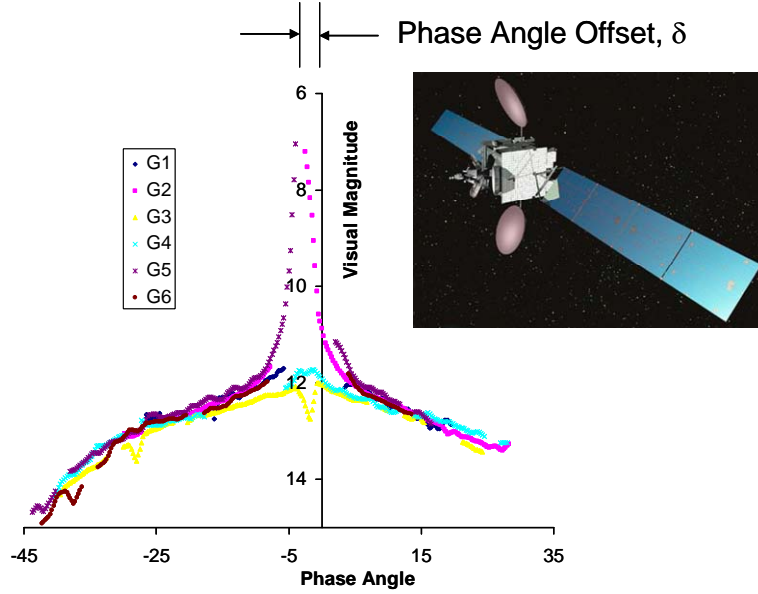 Phase Angle Offset, δ
6
8
10
12
14
Visual Magnitude
G1
G2
G3
G4
G5
G6
-45
-25
-5
15
35
Phase Angle